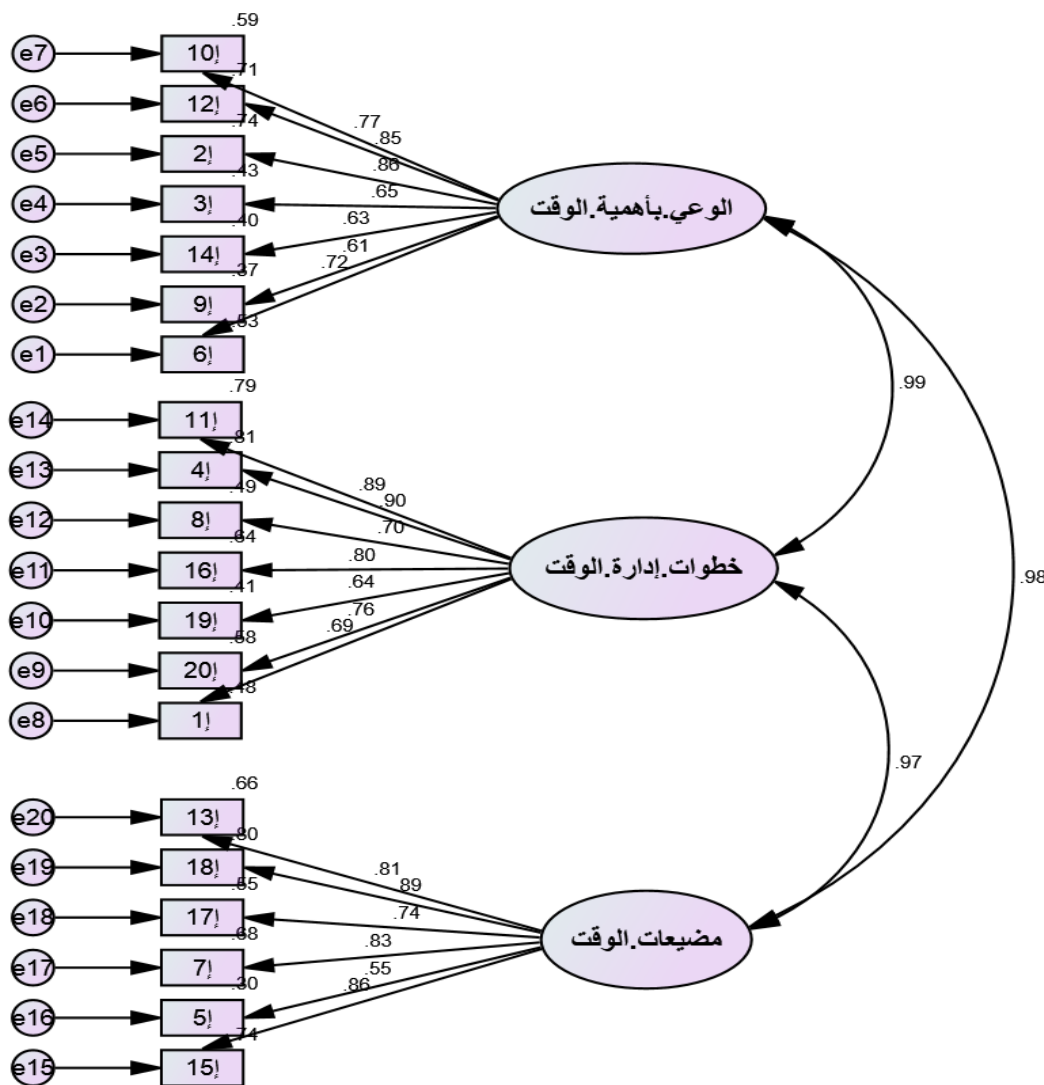 .59
e7
إ10
.71
e6
إ12
.74
e5
إ2
.43
e4
إ3
.40
e3
إ14
.37
e2
إ9
.53
e1
إ6
.77
.85
.86
.65
.63
.61
.72
الوعي.بأهمية.الوقت
.79
e14
إ11
.81
e13
إ4
.49
e12
إ8
.64
e11
إ16
.41
e10
إ19
.58
e9
إ20
.48
e8
إ1
.89
.90
.70
.80
.64
.76
.69
خطوات.إدارة.الوقت
.66
e20
إ13
.80
e19
إ18
.55
e18
إ17
.68
e17
إ7
.30
e16
إ5
.74
e15
إ15
.81
.89
.74
.83
.55
.86
مضيعات.الوقت
.99
.98
.97